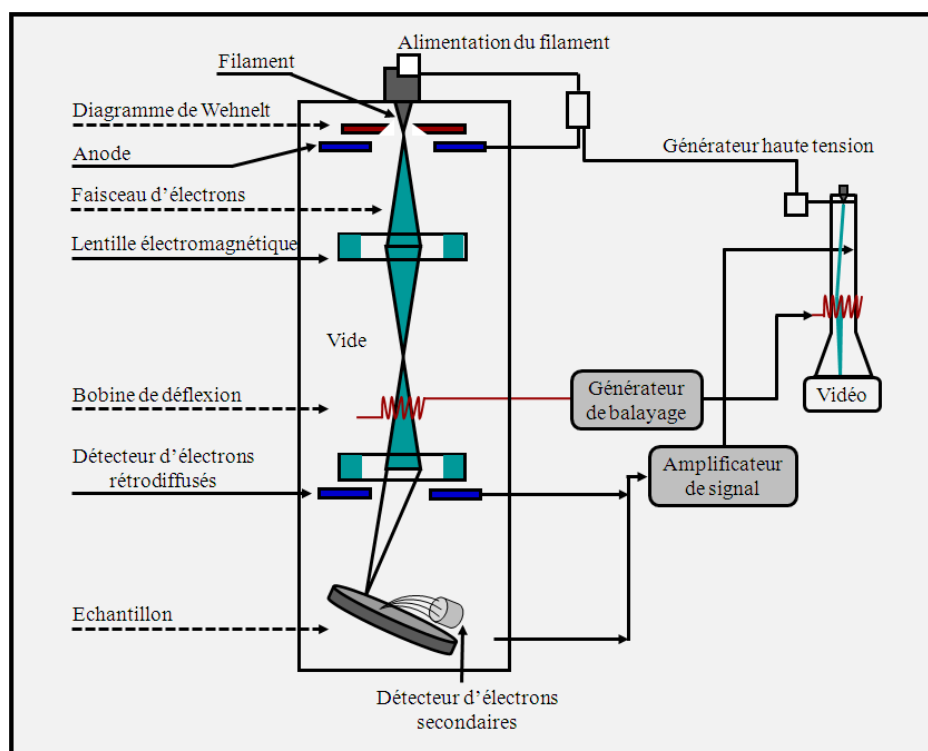 Alimentation du filament
Filament
Diagramme de Wehnelt
Anode
Générateur haute tension
Faisceau d'électrons
Lentille électromagnétique
Vide
Bobine de déflexion
Générateur
de balayage
Vidéo
Détecteur d'électrons
rétrodiffusés
Amplificateur
de signal
Echantillon
Détecteur d'électrons
secondaires